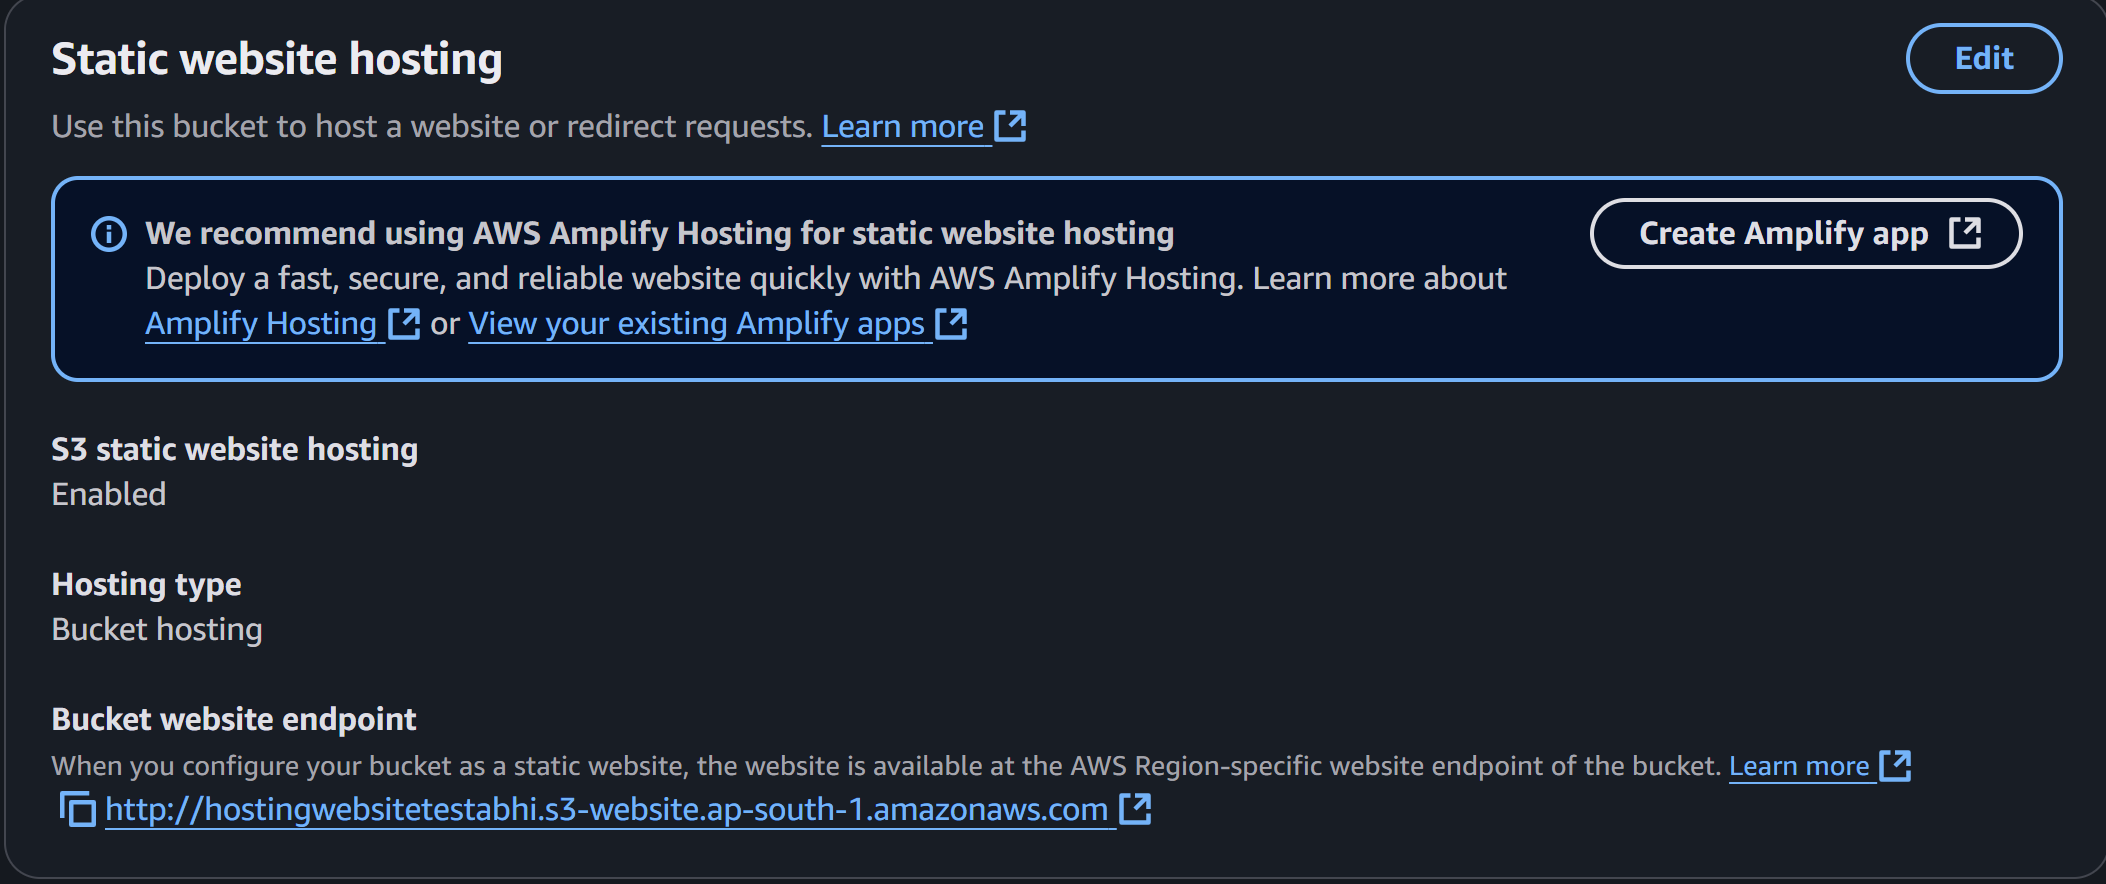 Static website hosting
Edit
Use this bucket to host a website or redirect requests. Learn more
We recommend using AWS Amplify Hosting for static website hosting
Create Amplify app
Deploy a fast, secure, and reliable website quickly with AWS Amplify Hosting. Learn more about
Amplify Hosting or View your existing Amplify apps
S3 static website hosting
Enabled
Hosting type
Bucket hosting
Bucket website endpoint
When you configure your bucket as a static website, the website is available at the AWS Region-specific website endpoint of the bucket. Learn more
http://hostingwebsitetestabhi.s3-website.ap-south-1.amazonaws.com